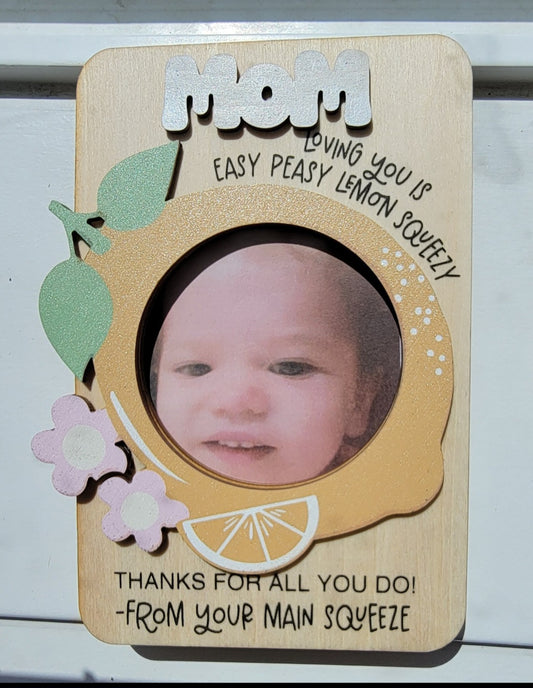 MOM
LOVING YOU IS
EASY PEASY LEMON SQUEEZY
THANKS FOR ALL YOU DO!
-FROM YOUR MAIN SQUEEZE